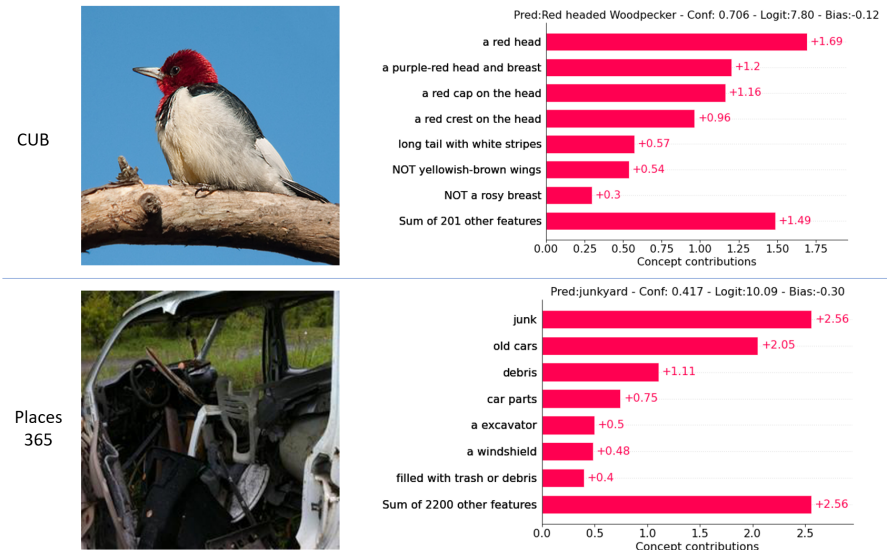 CUB
Pred:Red headed Woodpecker - Conf: 0.706 - Logit:7.80 - Bias:-0.12
a red head
+1.69
a purple-red head and breast
+1.2
a red cap on the head
+1.16
a red crest on the head
+0.96
long tail with white stripes
+0.57
NOT yellowish-brown wings
+0.54
NOT a rosy breast
+0.3
Sum of 201 other features
+1.49
0.00 0.25 0.50 0.75 1.00 1.25 1.50 1.75
Concept contributions
Places
365
Pred:junkyard - Conf: 0.417 - Logit:10.09 - Bias:-0.30
junk
+2.56
old cars
+2.05
debris
+1.11
car parts
+0.75
a excavator
+0.5
a windshield
+0.48
filled with trash or debris
+0.4
Sum of 2200 other features
+2.56
0.0 0.5 1.0 1.5 2.0 2.5
Concept contributions